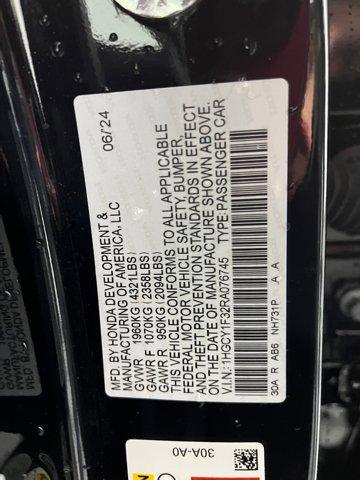 MFD. BY HONDA DEVELOPMENT &
MANUFACTURING OF AMERICA, LLC 06/24
GVWR 1960KG (4321LBS)
GAWR F 1070KG (2358LBS)
GAWR R 950KG (2094LBS)
THIS VEHICLE CONFORMS TO ALL APPLICABLE
FEDERAL MOTOR VEHICLE SAFETY, BUMPER,
AND THEFT PREVENTION STANDARDS IN EFFECT
ON THE DATE OF MANUFACTURE SHOWN ABOVE.
V.I.N.: 1HGCY1F32RA076745 TYPE:PASSENGER CAR
30A R AB6 NH731P A A
30A-A0